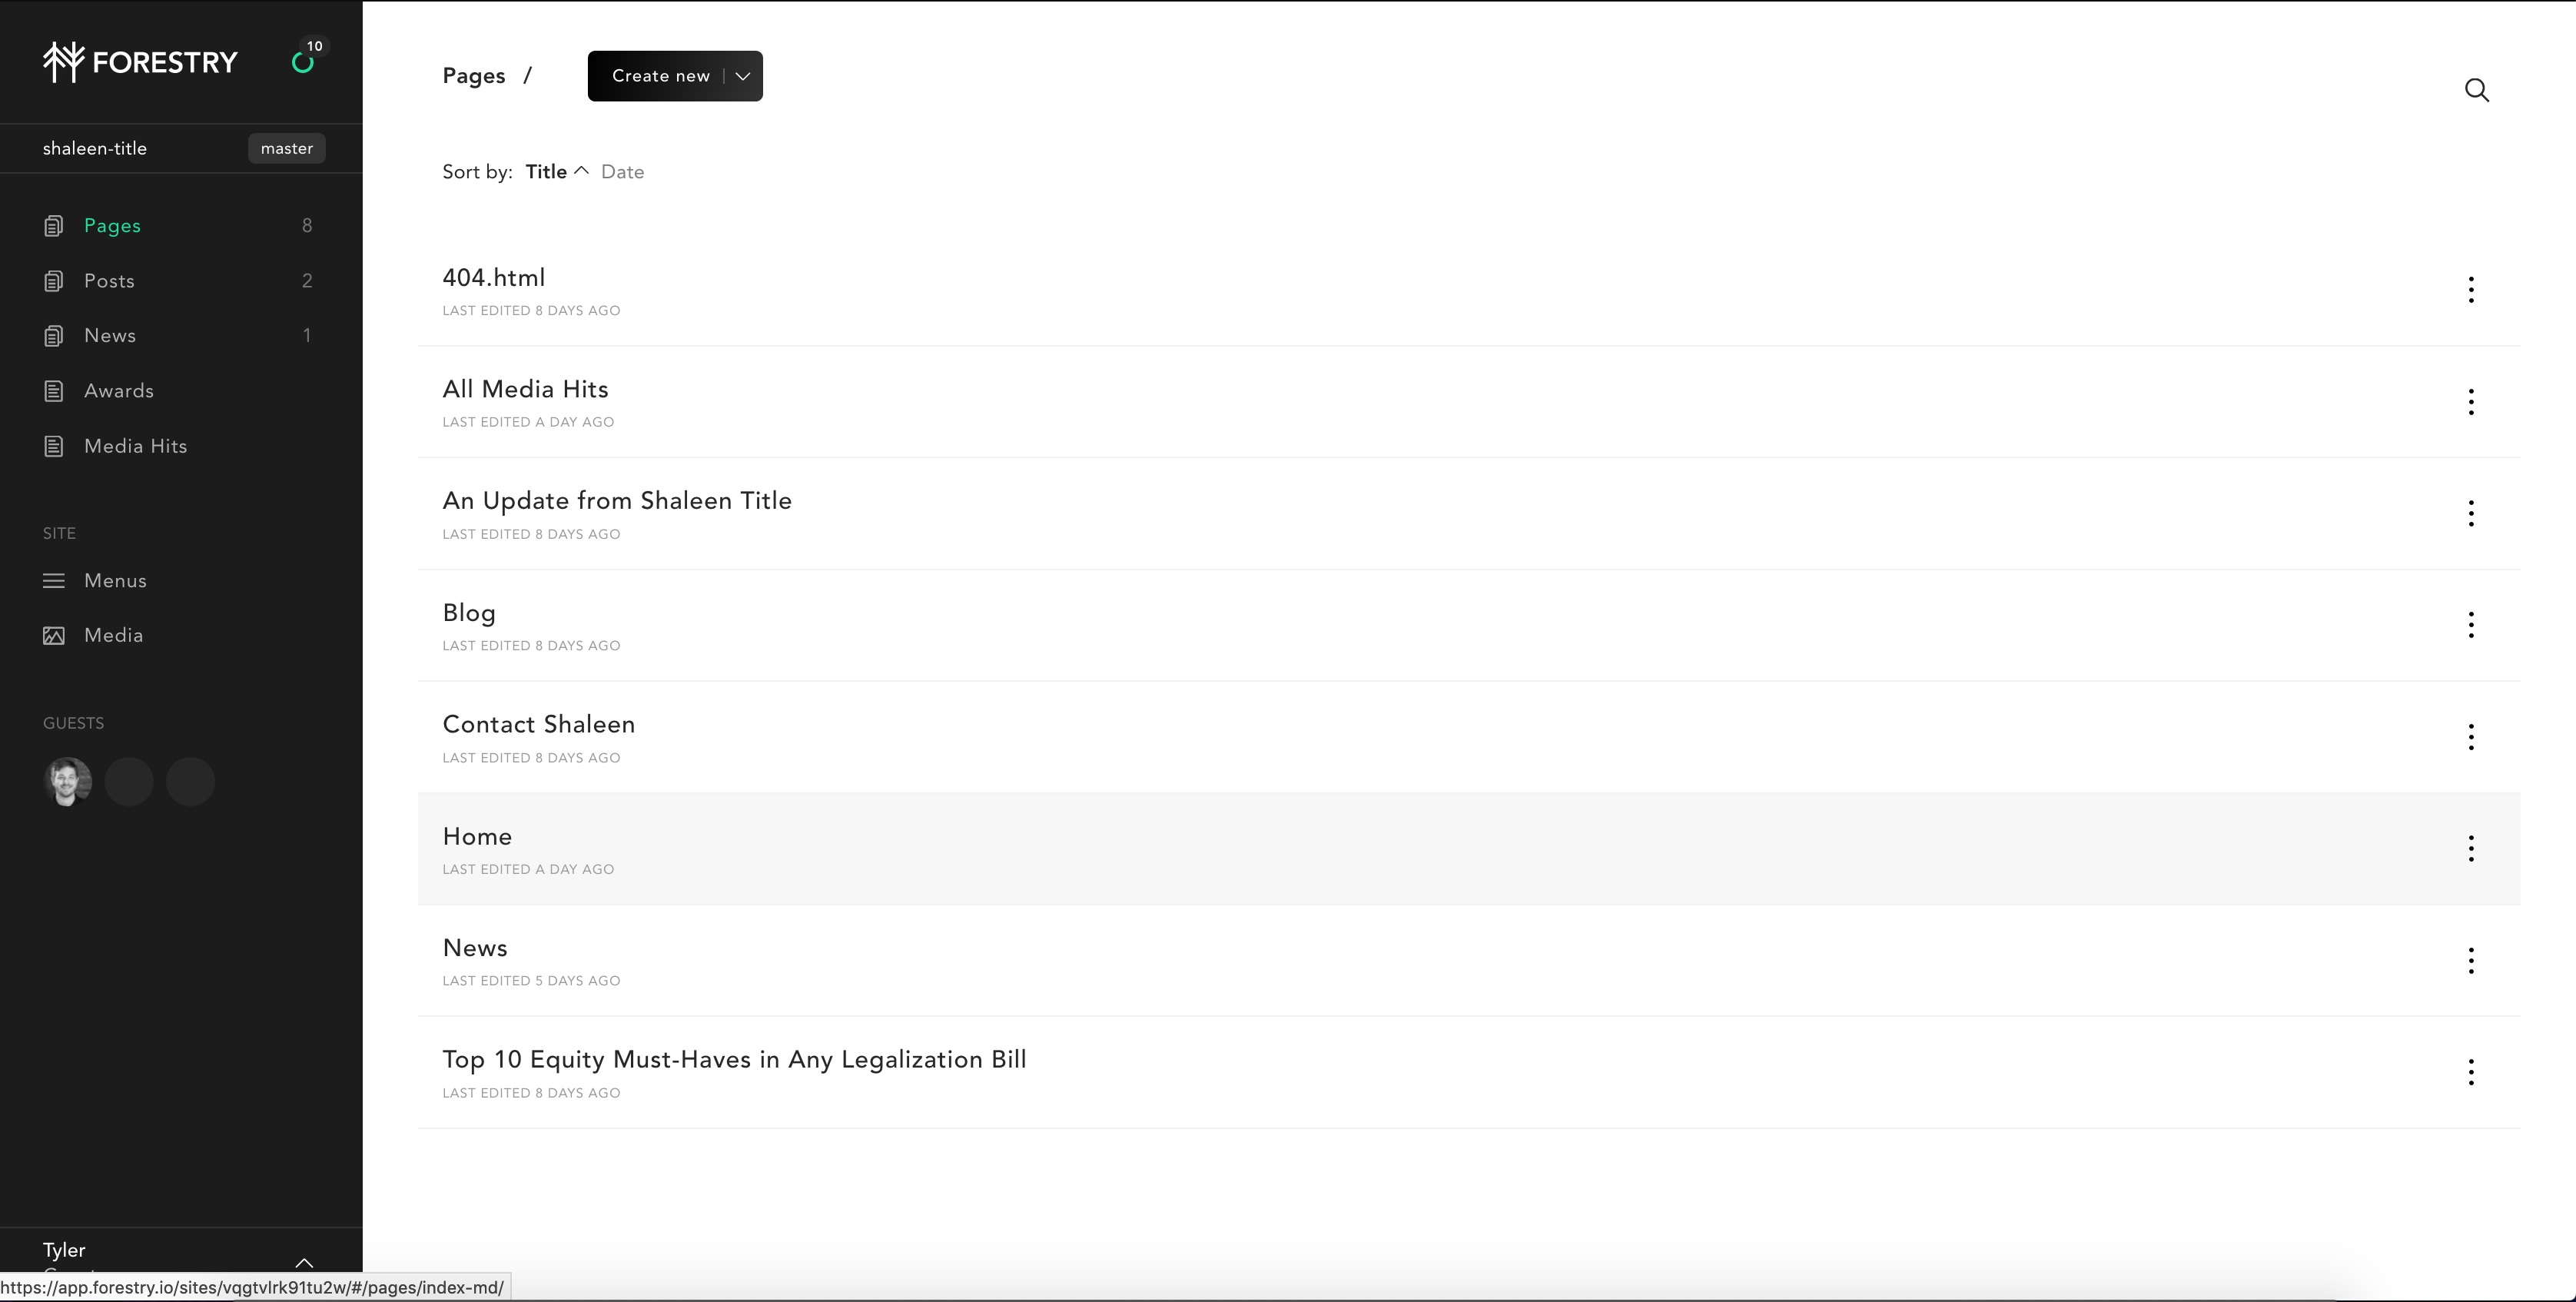 FORESTRY
10
shaleen-title
master
Pages 8
Posts 2
News 1
Awards
Media Hits
SITE
Menus
Media
GUESTS
Tyler
https://app.forestry.io/sites/vqgtvlrk91tu2w/#/pages/index-md/
Pages /
Create new
Sort by: Title Date
404.html
LAST EDITED 8 DAYS AGO
All Media Hits
LAST EDITED A DAY AGO
An Update from Shaleen Title
LAST EDITED 8 DAYS AGO
Blog
LAST EDITED 8 DAYS AGO
Contact Shaleen
LAST EDITED 8 DAYS AGO
Home
LAST EDITED A DAY AGO
News
LAST EDITED 5 DAYS AGO
Top 10 Equity Must-Haves in Any Legalization Bill
LAST EDITED 8 DAYS AGO